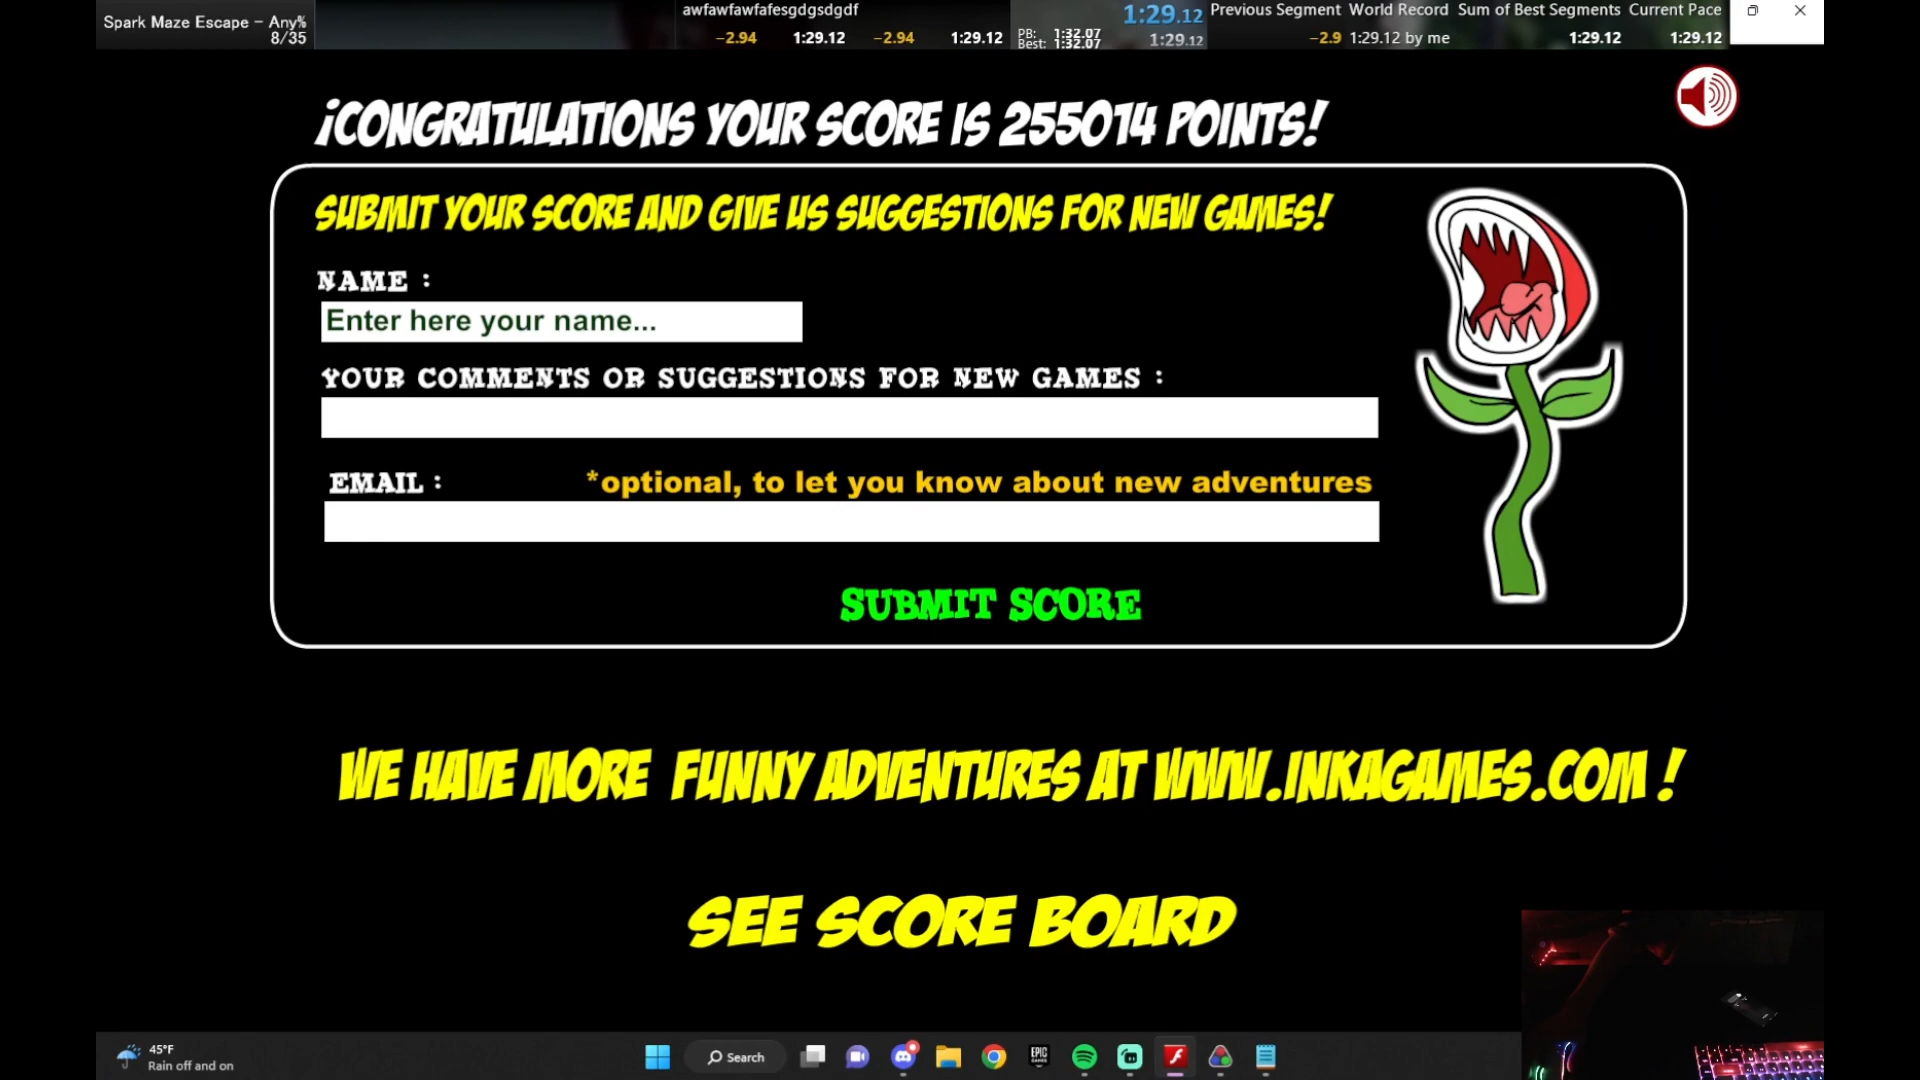 Spark Maze Escape - Any%
8/35
awfawfawfafesgdgsdgdf
-2.94 1:29.12 -2.94 1:29.12
PB: 1:32.07
Best: 1:32.07
1:29.12
1:29.12
Previous Segment World Record Sum of Best Segments Current Pace
-2.9 1:29.12 by me 1:29.12 1:29.12
¡CONGRATULATIONS YOUR SCORE IS 255014 POINTS!
SUBMIT YOUR SCORE AND GIVE US SUGGESTIONS FOR NEW GAMES!
NAME :
Enter here your name...
YOUR COMMENTS OR SUGGESTIONS FOR NEW GAMES :
EMAIL : *optional, to let you know about new adventures
SUBMIT SCORE
WE HAVE MORE FUNNY ADVENTURES AT WWW.INKAGAMES.COM !
SEE SCORE BOARD
45°F
Rain off and on
Search
EPIC
GAMES